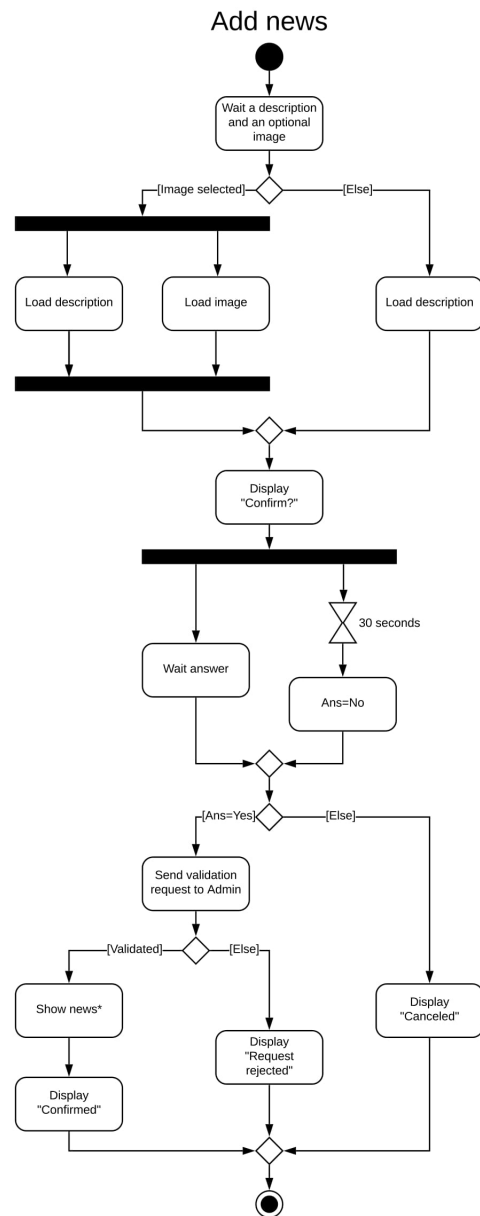 Add news
Wait a description
and an optional
image
[Image selected]
[Else]
Load description
Load image
Load description
Display
"Confirm?"
30 seconds
Wait answer
Ans=No
[Ans=Yes]
[Else]
Send validation
request to Admin
[Validated]
[Else]
Show news*
Display
"Canceled"
Display
"Request
rejected"
Display
"Confirmed"